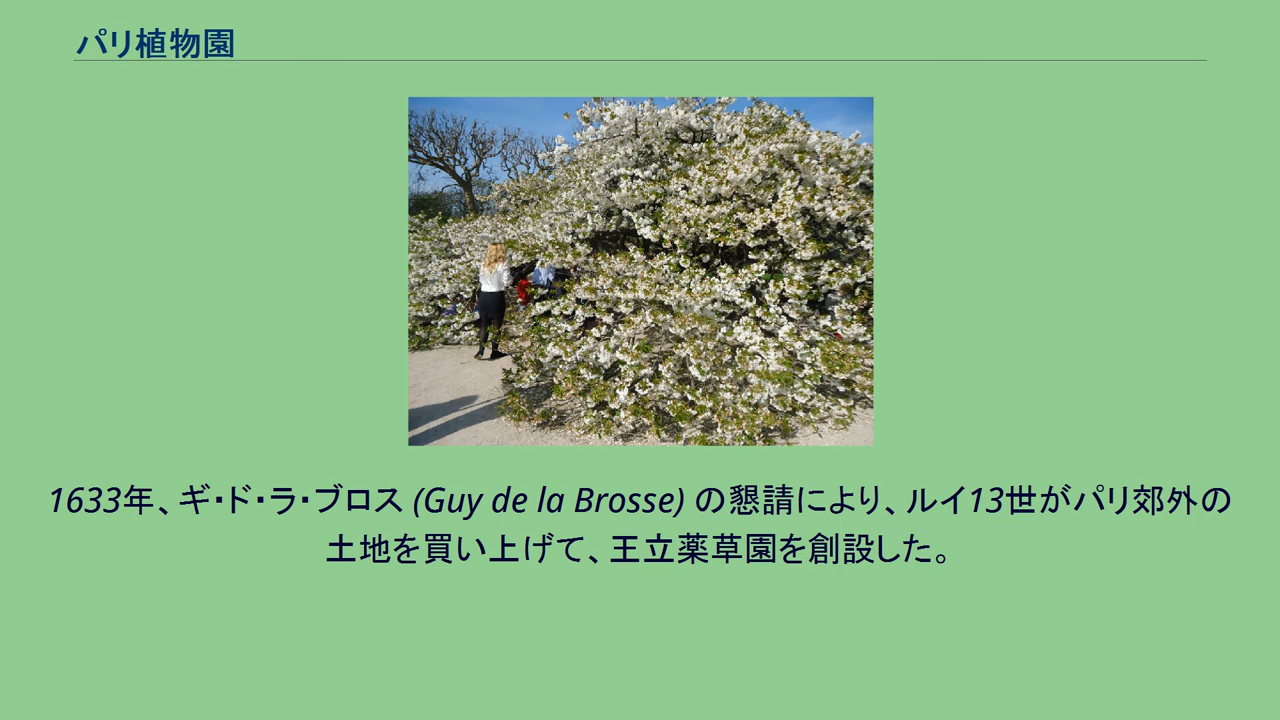 パリ植物園
1633年、ギ・ド・ラ・ブロス (Guy de la Brosse) の懇請により、ルイ13世がパリ郊外の
土地を買い上げて、王立薬草園を創設した。